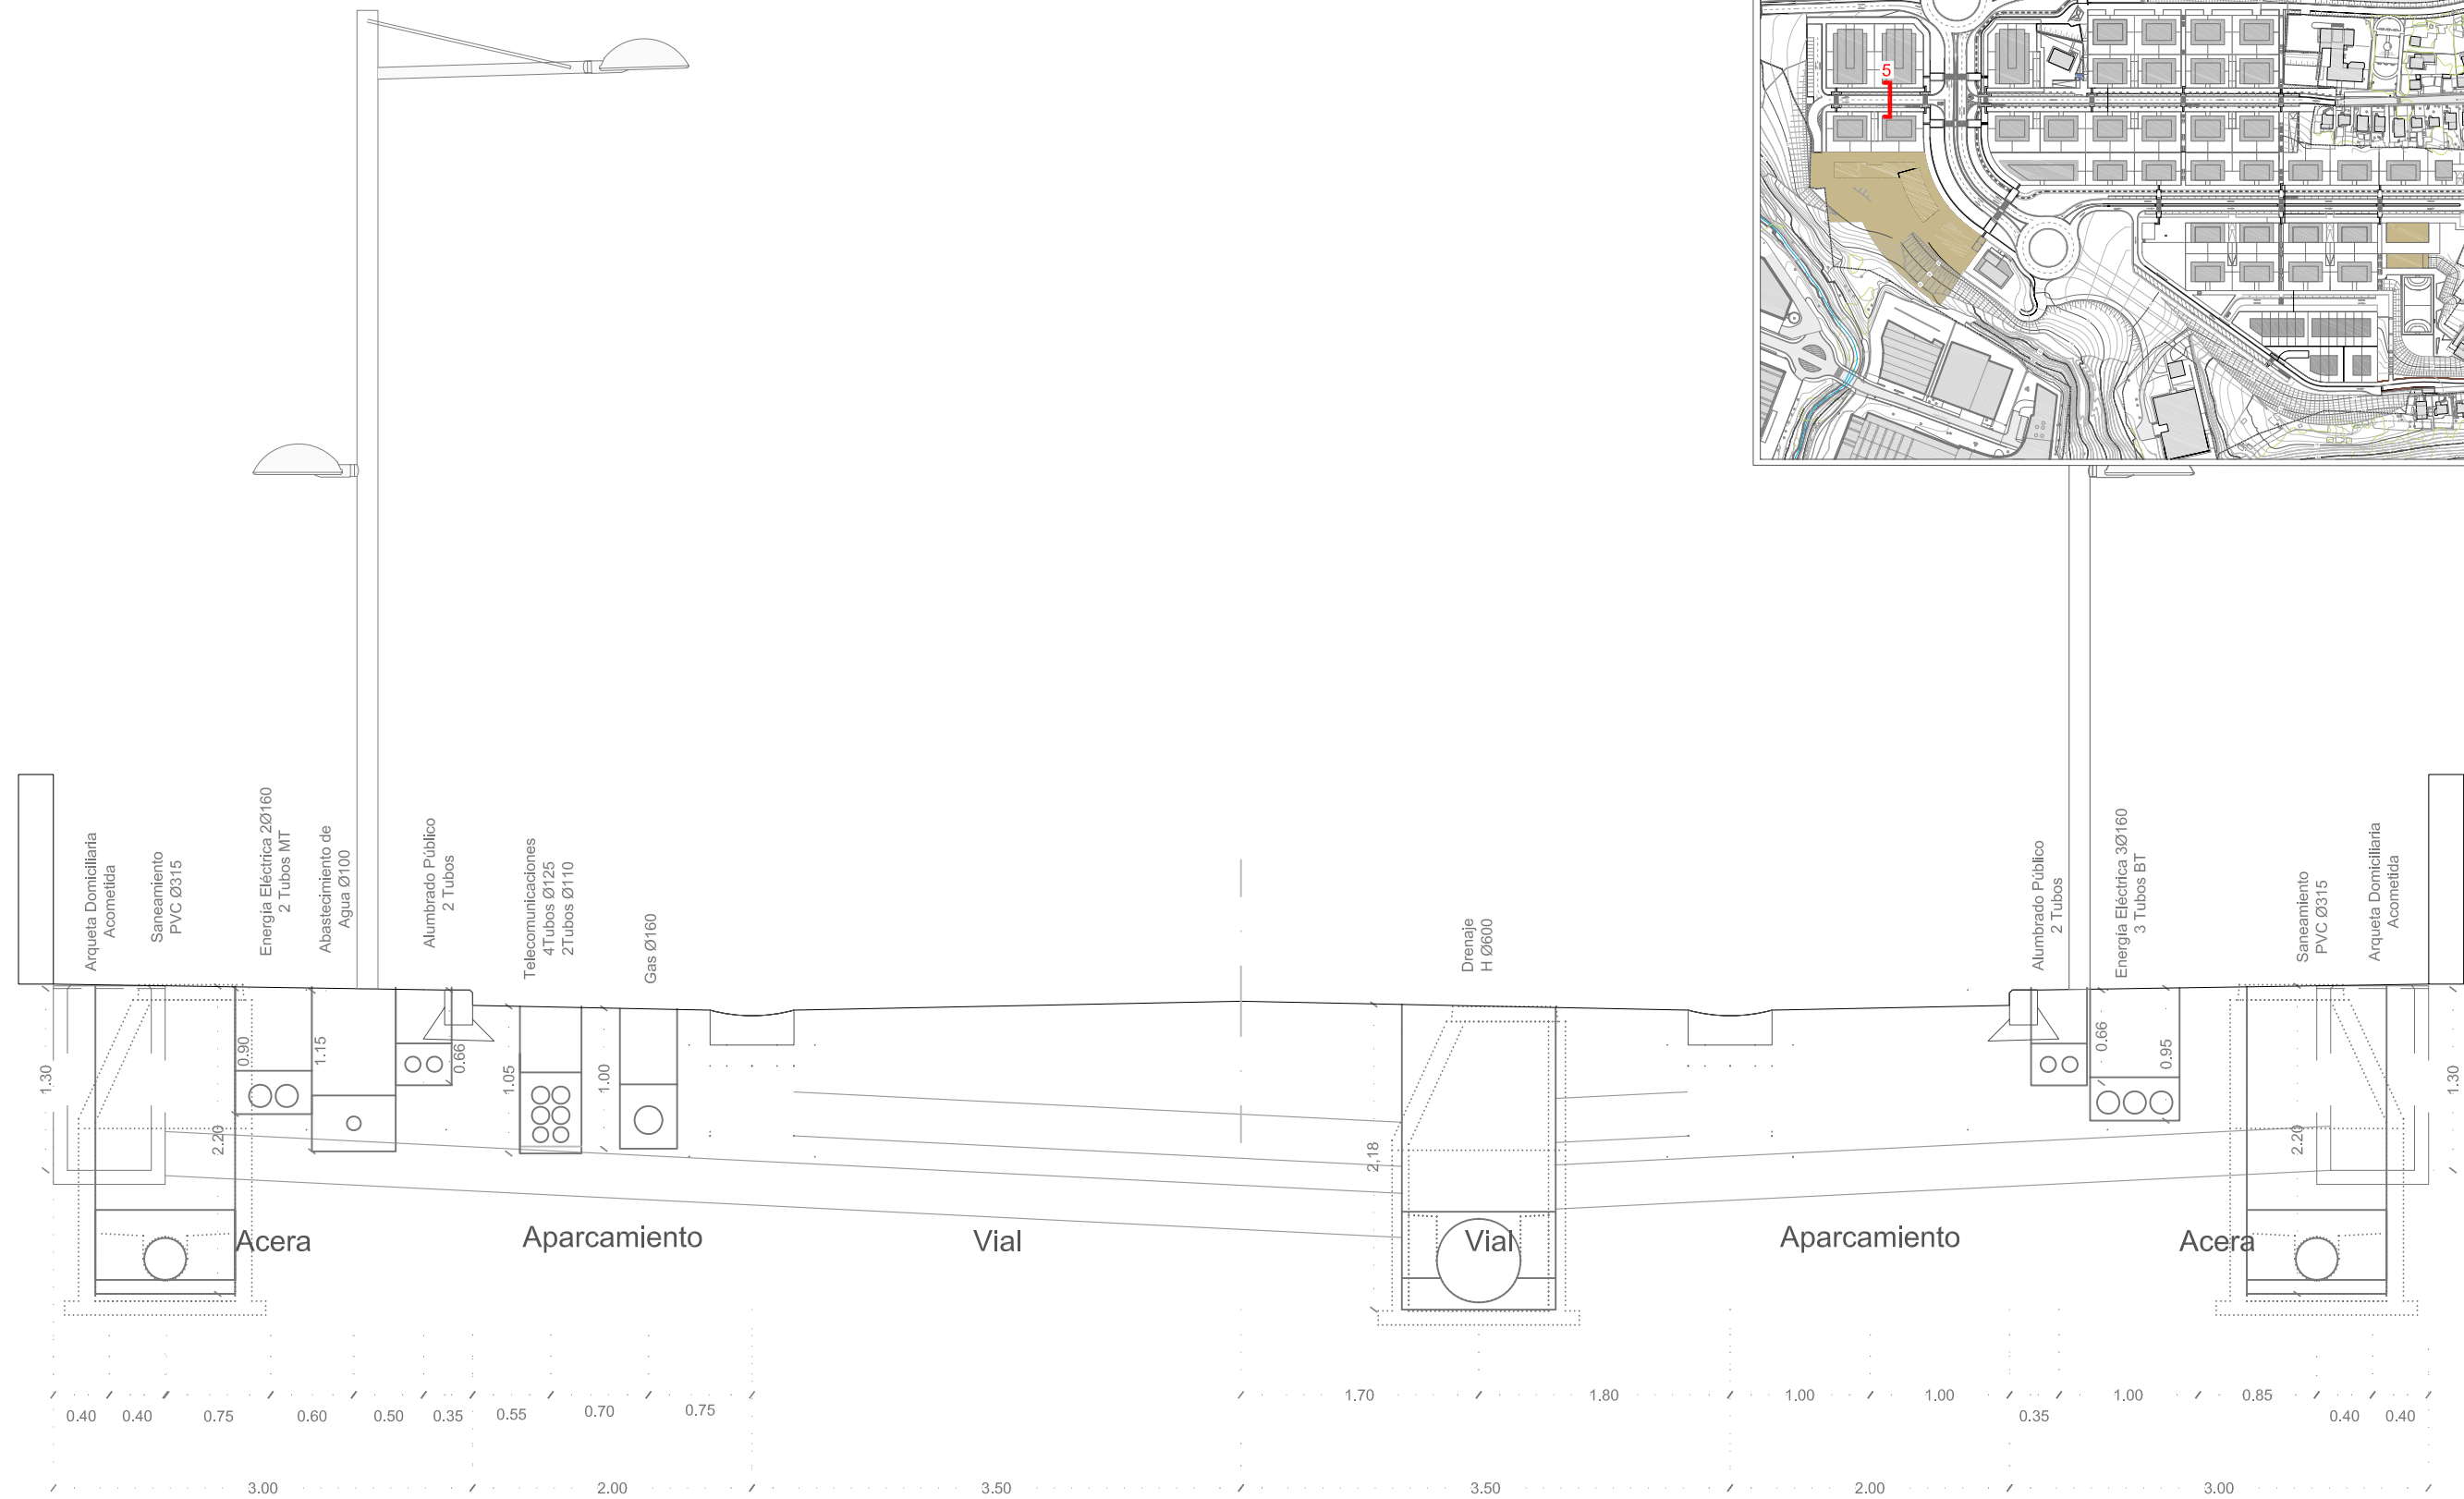 5
Arqueta Domiciliaria
Acometida
Saneamiento
PVC Ø315
Energía Eléctrica 2Ø160
2 Tubos MT
Abastecimiento de
Agua Ø100
Alumbrado Público
2 Tubos
Telecomunicaciones
4Tubos Ø125
2Tubos Ø110
Gas Ø160
Drenaje
H Ø600
Alumbrado Público
2 Tubos
Energía Eléctrica 3Ø160
3 Tubos BT
Saneamiento
PVC Ø315
Arqueta Domiciliaria
Acometida
1.30
2.20
0.90
1.15
0.66
1.05
1.00
2,18
0.66
0.95
2.20
1.30
Acera
Aparcamiento
Vial
Vial
Aparcamiento
Acera
0.40 0.40 0.75 0.60 0.50 0.35 0.55 0.70 0.75 1.70 1.80 1.00 1.00 0.35 1.00 0.85 0.40 0.40
3.00 2.00 3.50 3.50 2.00 3.00